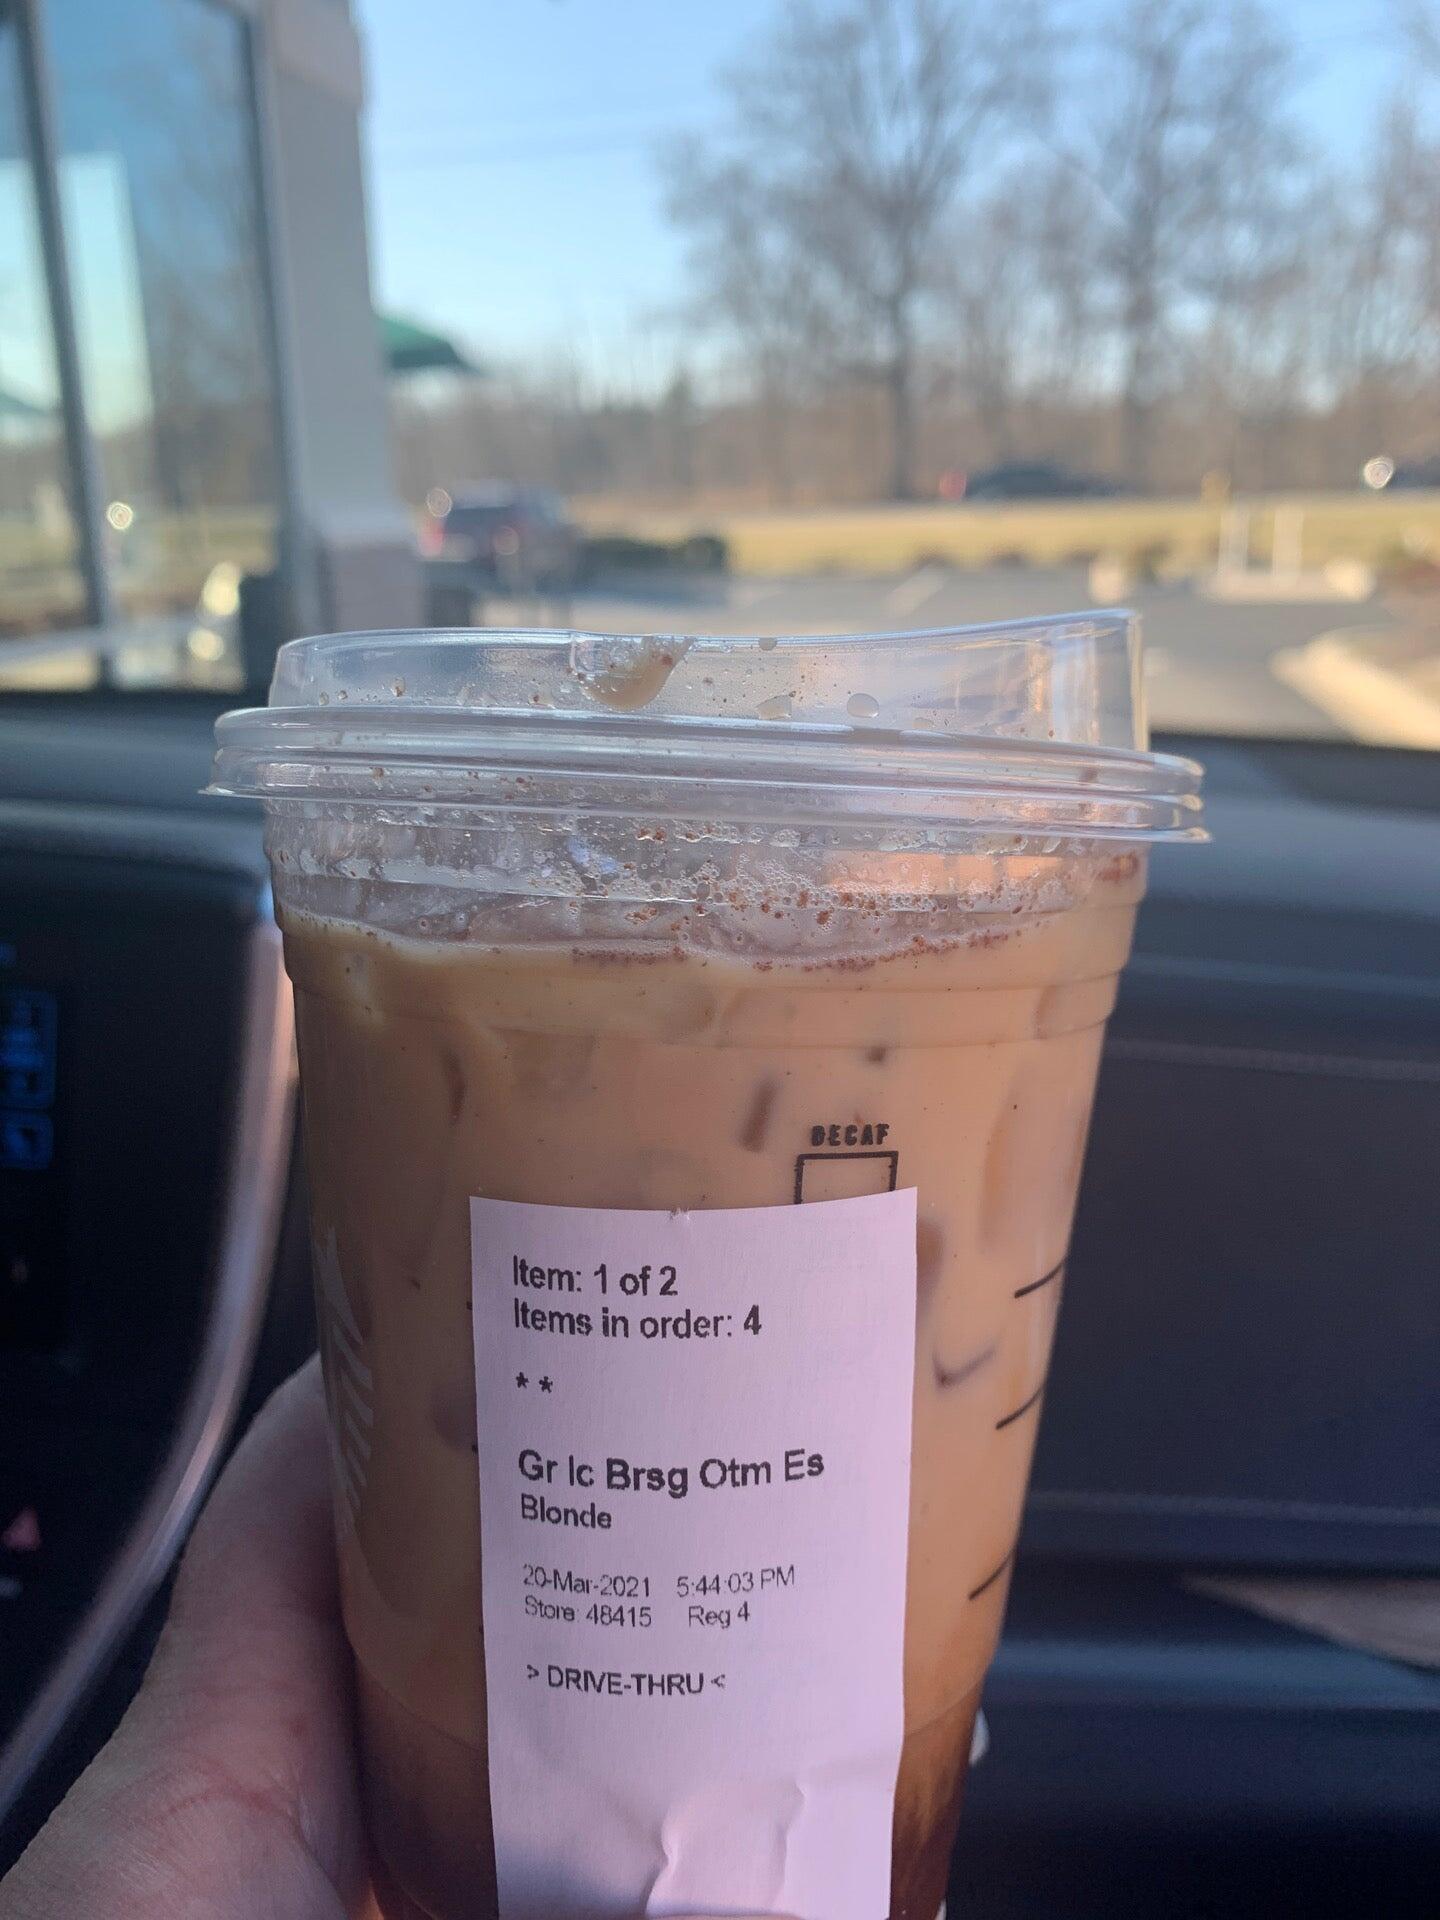 DECAF
Item: 1 of 2
Items in order: 4
* *
Gr Ic Brsg Otm Es
Blonde
20-Mar-2021 5:44:03 PM
Store: 48415 Reg 4
> DRIVE-THRU <